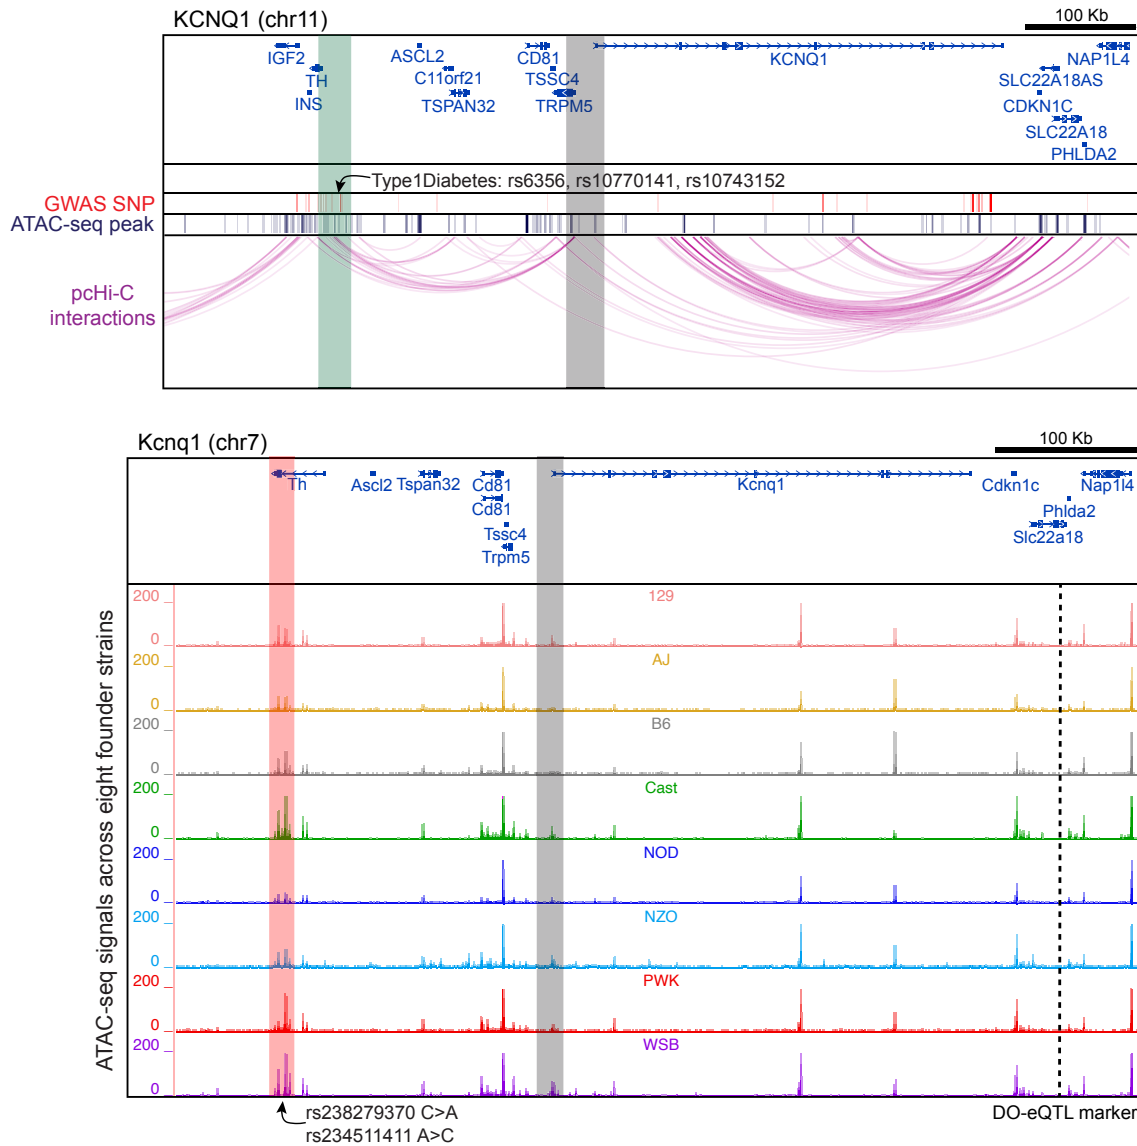 KCNQ1 (chr11)
100 Kb
IGF2
ASCL2
CD81
KCNQ1
NAP1L4
TH
C11orf21
TSSC4
SLC22A18AS
INS
TSPAN32
TRPM5
CDKN1C
SLC22A18
PHLDA2
Type1Diabetes: rs6356, rs10770141, rs10743152
GWAS SNP
ATAC-seq peak
pcHi-C
interactions
Kcnq1 (chr7)
100 Kb
Th
Ascl2
Tspan32
Cd81
Kcnq1
Cdkn1c
Nap1l4
Cd81
Phlda2
Tssc4
Slc22a18
Trpm5
ATAC-seq signals across eight founder strains
200
129
0
200
AJ
0
200
B6
0
200
Cast
0
200
NOD
0
200
NZO
0
200
PWK
0
200
WSB
0
rs238279370 C>A
DO-eQTL marker
rs234511411 A>C